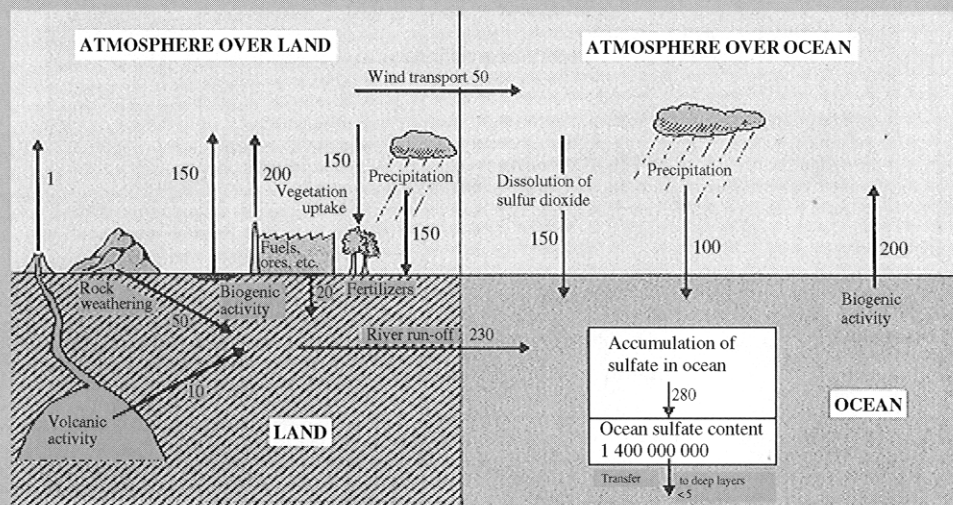 ATMOSPHERE OVER LAND
ATMOSPHERE OVER OCEAN
Wind transport 50
1
150
200
150
Vegetation
uptake
Precipitation
150
Dissolution of
sulfur dioxide
150
Precipitation
100
200
Fuels,
ores, etc.
Rock
weathering
50
Biogenic
activity
20
Fertilizers
Biogenic
activity
River run-off 230
10
Volcanic
activity
LAND
Accumulation of
sulfate in ocean
280
Ocean sulfate content
1 400 000 000
Transfer to deep layers
<5
OCEAN